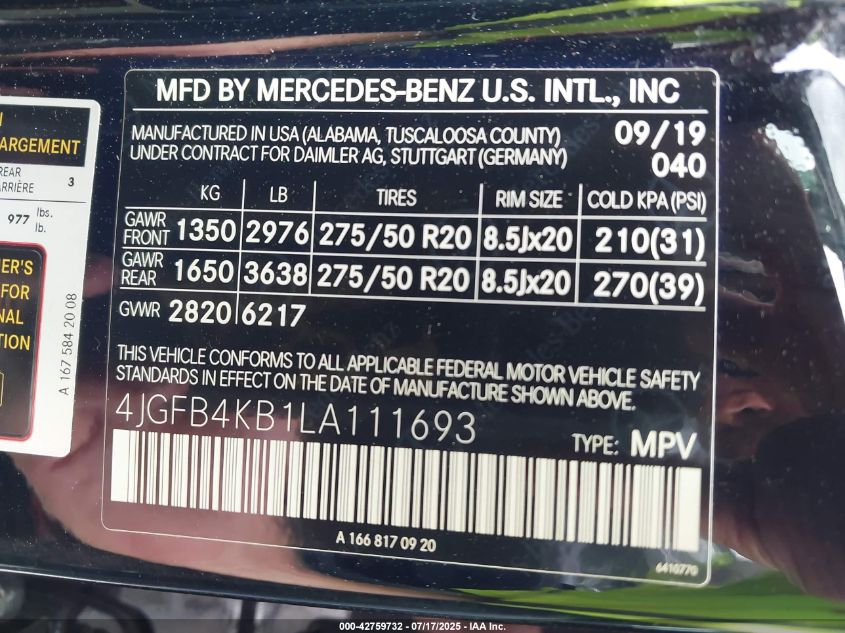 N
ARGEMENT
REAR
ARRIÈRE 3
977 lbs.
lb.
ER'S
FOR
NAL
TION
A 167 584 20 08
MFD BY MERCEDES-BENZ U.S. INTL., INC
MANUFACTURED IN USA (ALABAMA, TUSCALOOSA COUNTY) 09/19
UNDER CONTRACT FOR DAIMLER AG, STUTTGART (GERMANY) 040
KG LB TIRES RIM SIZE COLD KPA (PSI)
GAWR FRONT 1350 2976 275/50 R20 8.5Jx20 210(31)
GAWR REAR 1650 3638 275/50 R20 8.5Jx20 270(39)
GVWR 2820 6217
THIS VEHICLE CONFORMS TO ALL APPLICABLE FEDERAL MOTOR VEHICLE SAFETY
STANDARDS IN EFFECT ON THE DATE OF MANUFACTURE SHOWN ABOVE.
4JGFB4KB1LA111693
TYPE: MPV
A 166 817 09 20
6410770
000-42759732 - 07/17/2025 - IAA Inc.